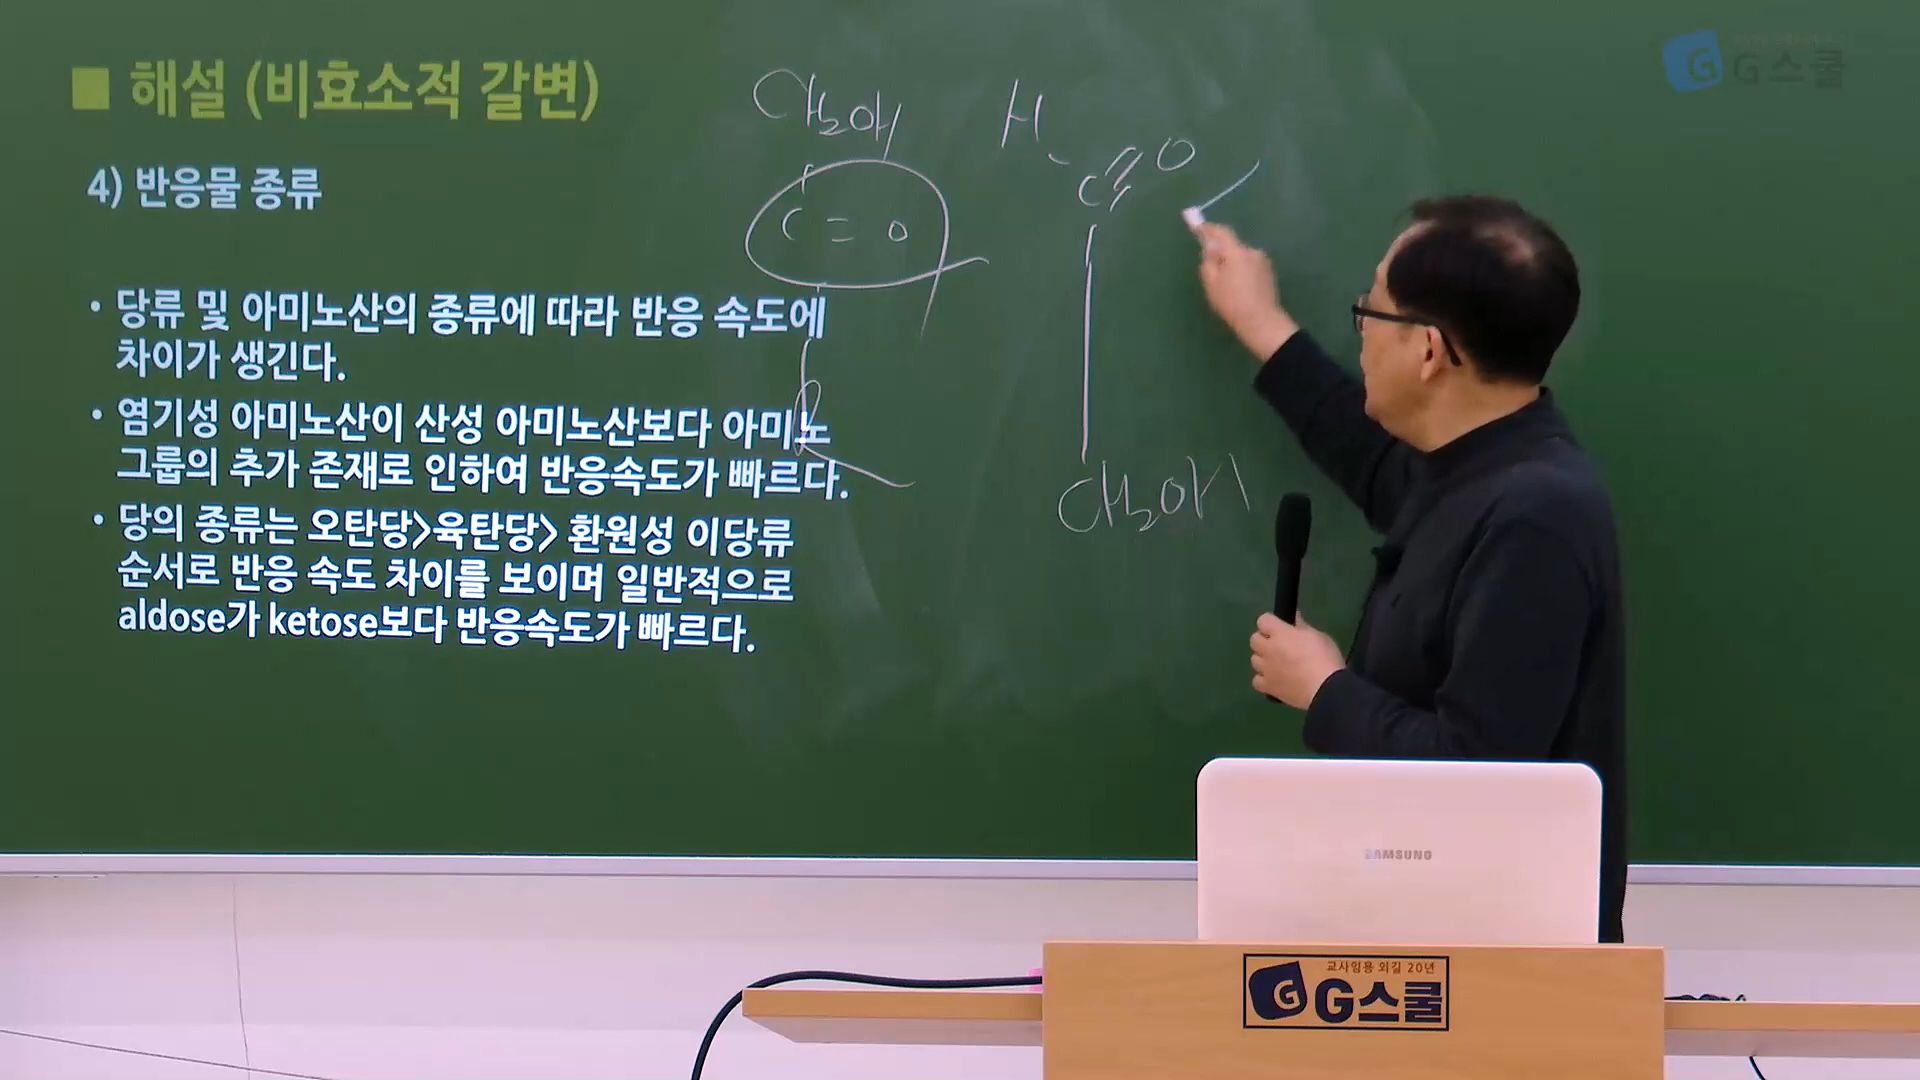 ■ 해설 (비효소적 갈변)
4) 반응물 종류
• 당류 및 아미노산의 종류에 따라 반응 속도에
차이가 생긴다.
• 염기성 아미노산이 산성 아미노산보다 아미노
그룹의 추가 존재로 인하여 반응속도가 빠르다.
• 당의 종류는 오탄당>육탄당> 환원성 이당류
순서로 반응 속도 차이를 보이며 일반적으로
aldose가 ketose보다 반응속도가 빠르다.
CH₂OH
C = O
R
H
C O
CH₂OH
G G스쿨
SAMSUNG
교사임용 외길 20년
G G스쿨